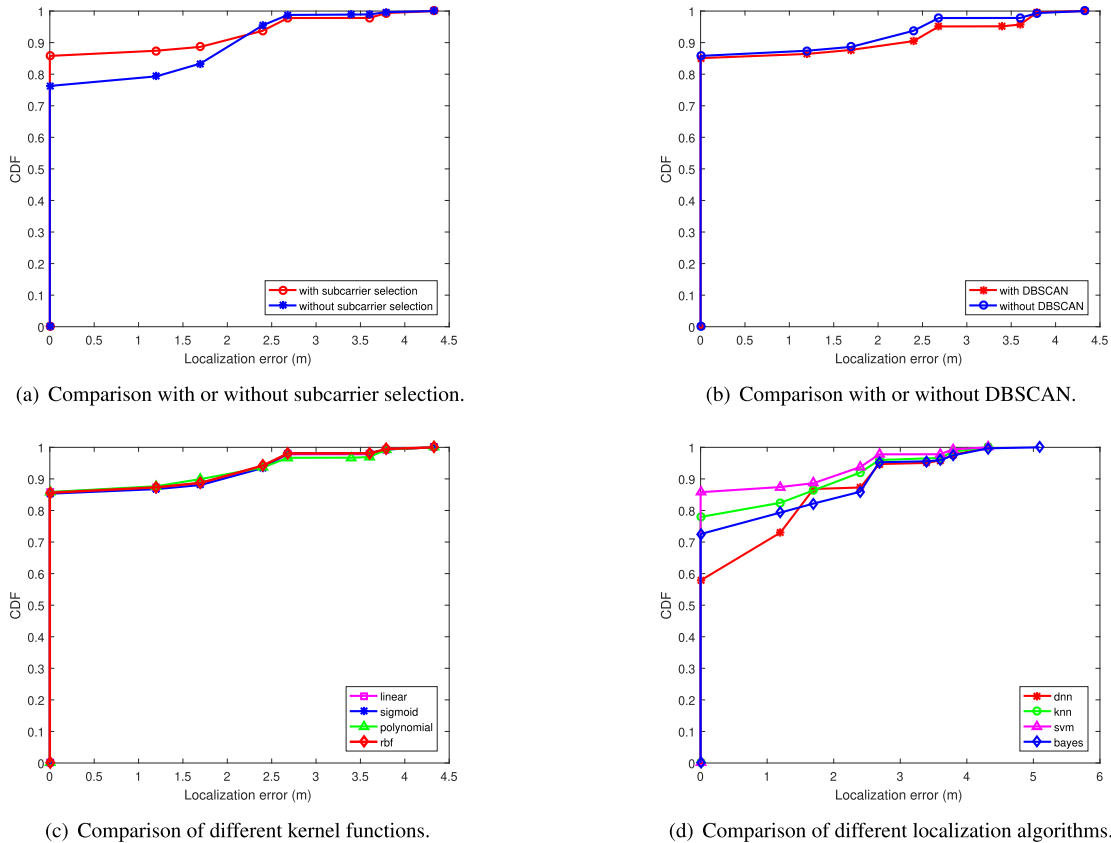 1
0.9
0.8
0.7
0.6
0.5
0.4
0.3
0.2
0.1
0
CDF
with subcarrier selection
without subcarrier selection
0 0.5 1 1.5 2 2.5 3 3.5 4 4.5
Localization error (m)
(a) Comparison with or without subcarrier selection.
1
0.9
0.8
0.7
0.6
0.5
0.4
0.3
0.2
0.1
0
CDF
with DBSCAN
without DBSCAN
0 0.5 1 1.5 2 2.5 3 3.5 4 4.5
Localization error (m)
(b) Comparison with or without DBSCAN.
1
0.9
0.8
0.7
0.6
0.5
0.4
0.3
0.2
0.1
0
CDF
linear
sigmoid
polynomial
rbf
0 0.5 1 1.5 2 2.5 3 3.5 4 4.5
Localization error (m)
(c) Comparison of different kernel functions.
1
0.9
0.8
0.7
0.6
0.5
0.4
0.3
0.2
0.1
0
CDF
dnn
knn
svm
bayes
0 1 2 3 4 5 6
Localization error (m)
(d) Comparison of different localization algorithms.